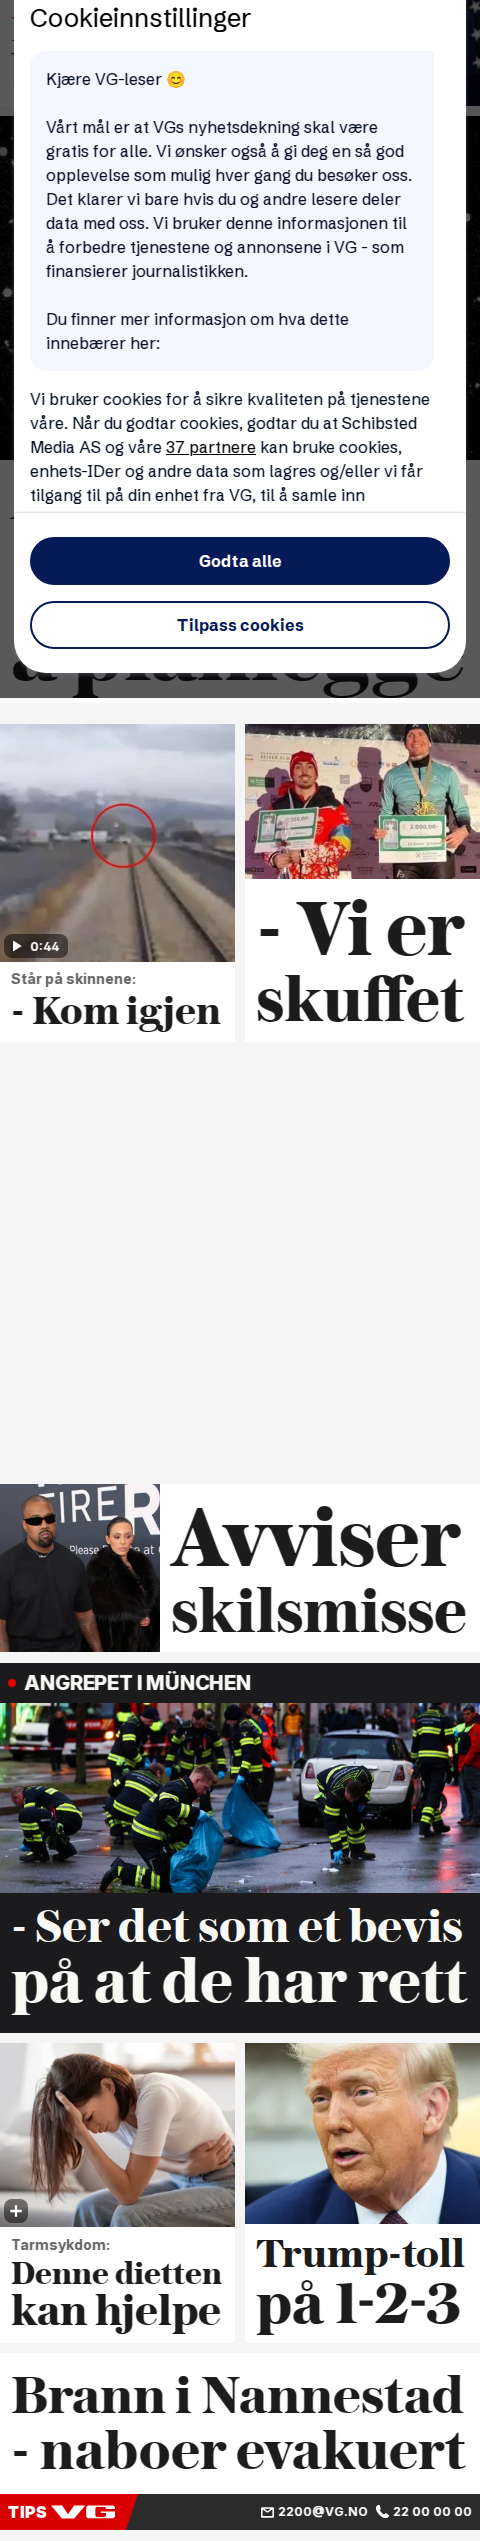 Cookieinnstillinger
Kjære VG-leser 😊
Vårt mål er at VGs nyhetsdekning skal være
gratis for alle. Vi ønsker også å gi deg en så god
opplevelse som mulig hver gang du besøker oss.
Det klarer vi bare hvis du og andre lesere deler
data med oss. Vi bruker denne informasjonen til
å forbedre tjenestene og annonsene i VG - som
finansierer journalistikken.
Du finner mer informasjon om hva dette
innebærer her:
Vi bruker cookies for å sikre kvaliteten på tjenestene
våre. Når du godtar cookies, godtar du at Schibsted
Media AS og våre 37 partnere kan bruke cookies,
enhets-IDer og andre data som lagres og/eller vi får
tilgang til på din enhet fra VG, til å samle inn
Godta alle
Tilpass cookies
å planlegge
0:44
Står på skinnene:
- Kom igjen
2.000,00
- Vi er
skuffet
FIRE
Please
Avviser
skilsmisse
ANGREPET I MÜNCHEN
- Ser det som et bevis
på at de har rett
Tarmsykdom:
Denne dietten
kan hjelpe
Trump-toll
på 1-2-3
Brann i Nannestad
- naboer evakuert
TIPS VG 2200@VG.NO 22 00 00 00